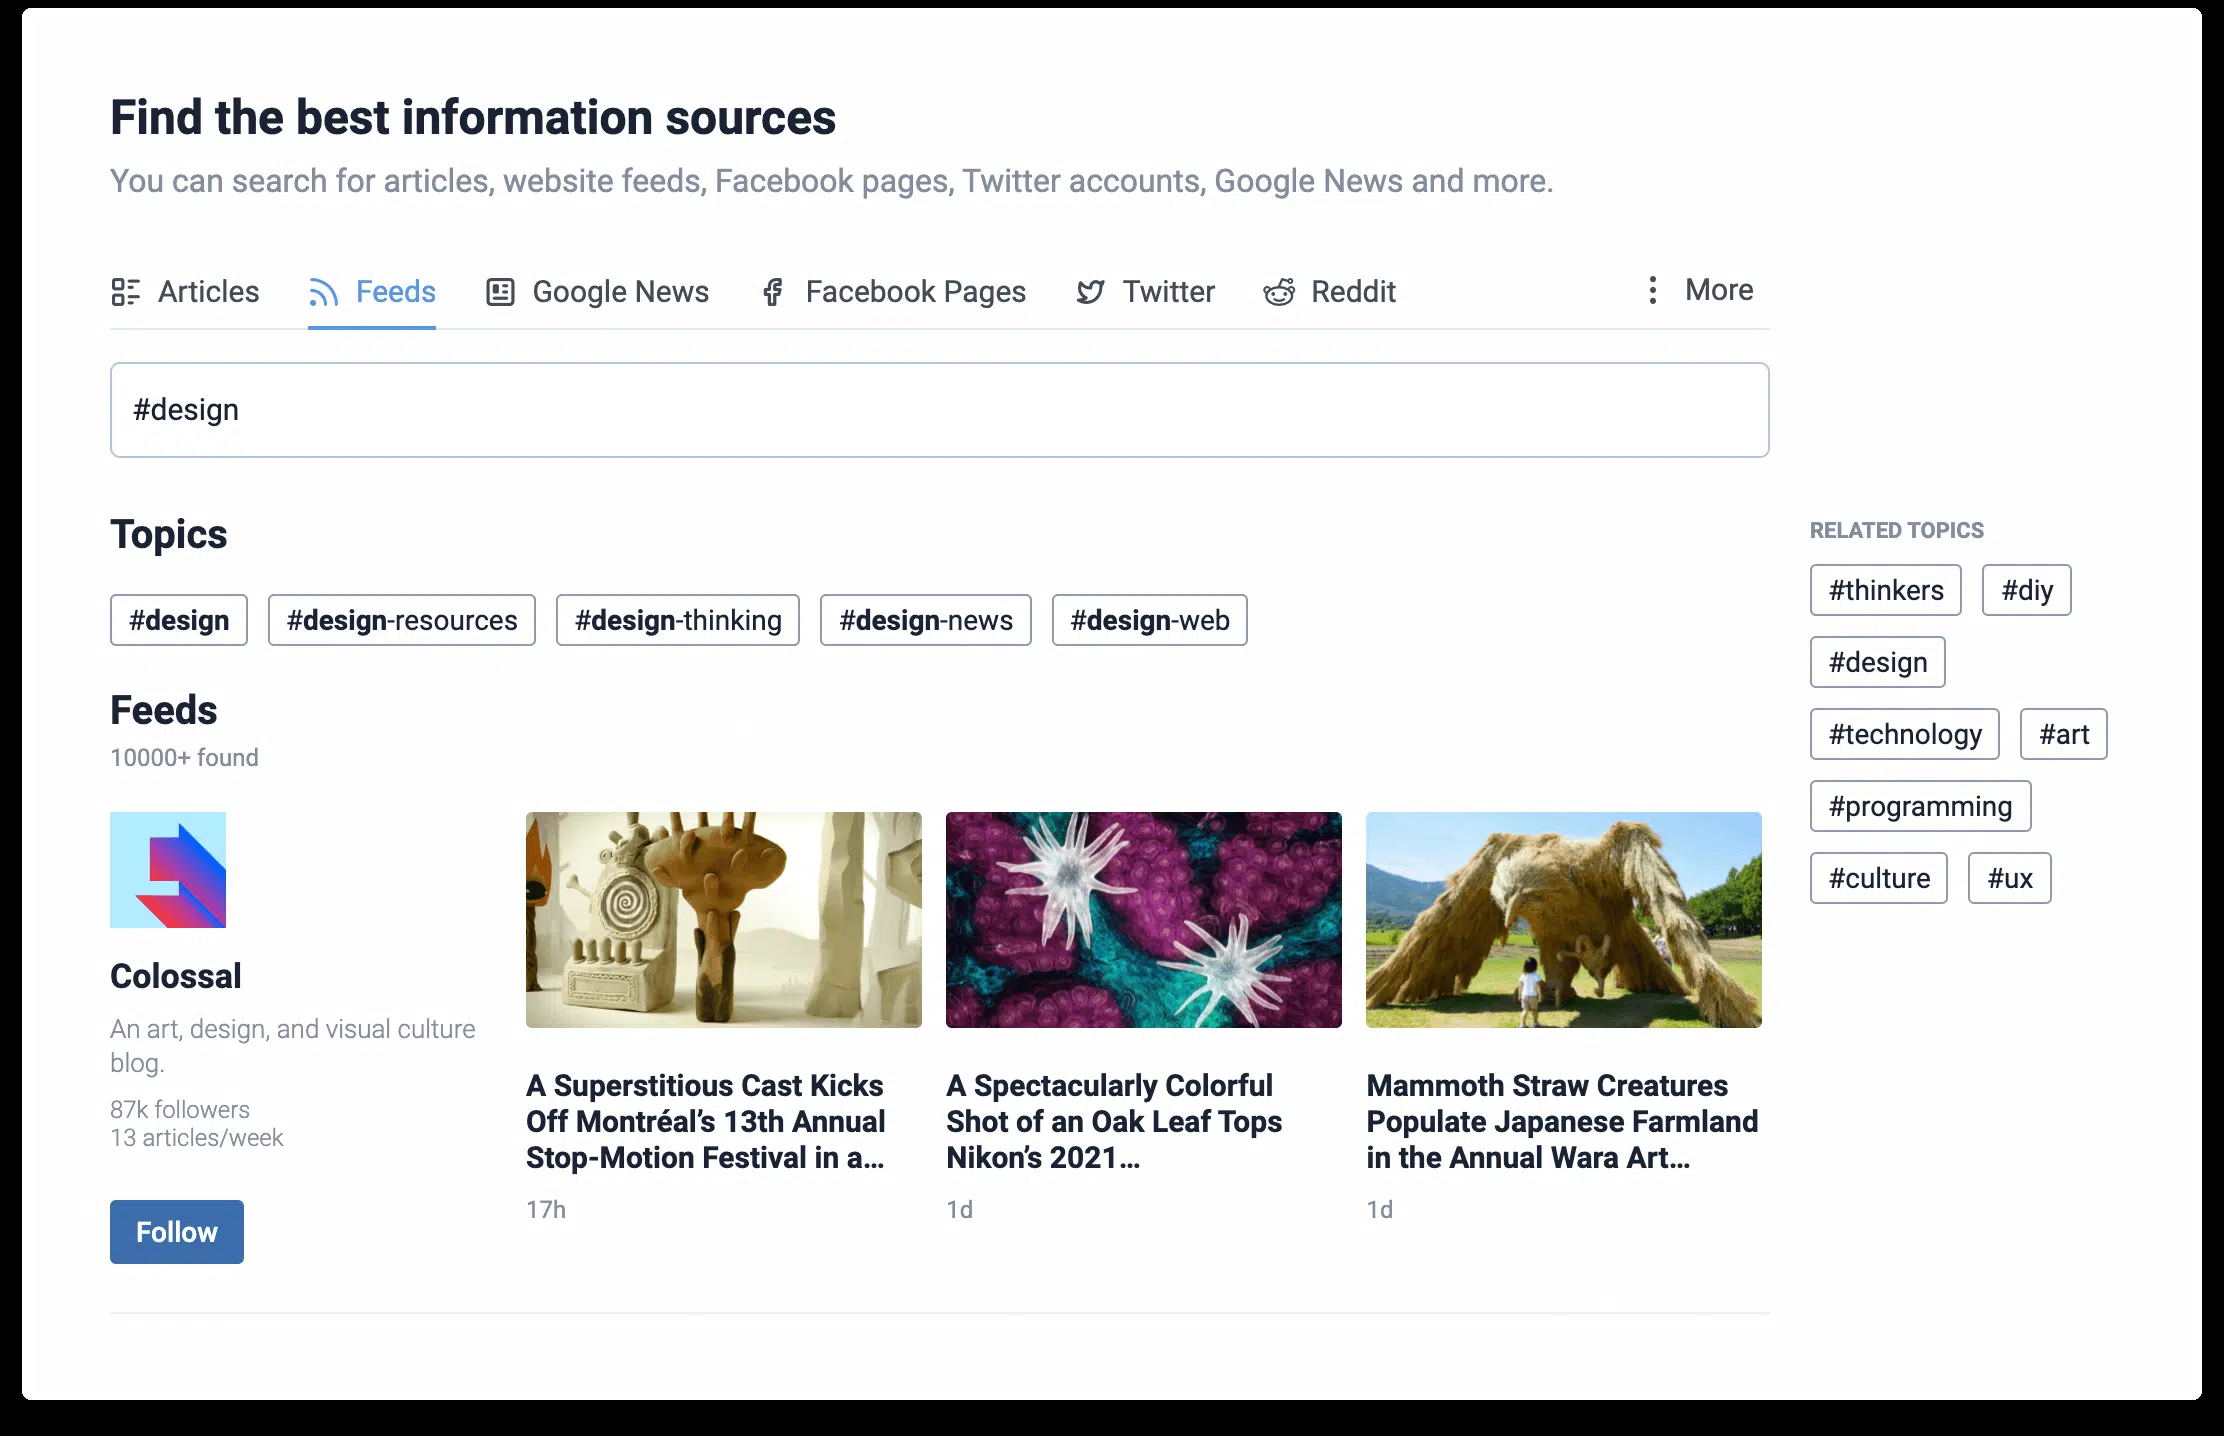 Find the best information sources
You can search for articles, website feeds, Facebook pages, Twitter accounts, Google News and more.
Articles
Feeds
Google News
Facebook Pages
Twitter
Reddit
More
#design
Topics
#design
#design-resources
#design-thinking
#design-news
#design-web
Feeds
10000+ found
Colossal
An art, design, and visual culture
blog.
87k followers
13 articles/week
Follow
A Superstitious Cast Kicks
Off Montréal’s 13th Annual
Stop-Motion Festival in a...
17h
A Spectacularly Colorful
Shot of an Oak Leaf Tops
Nikon’s 2021...
1d
Mammoth Straw Creatures
Populate Japanese Farmland
in the Annual Wara Art...
1d
RELATED TOPICS
#thinkers
#diy
#design
#technology
#art
#programming
#culture
#ux